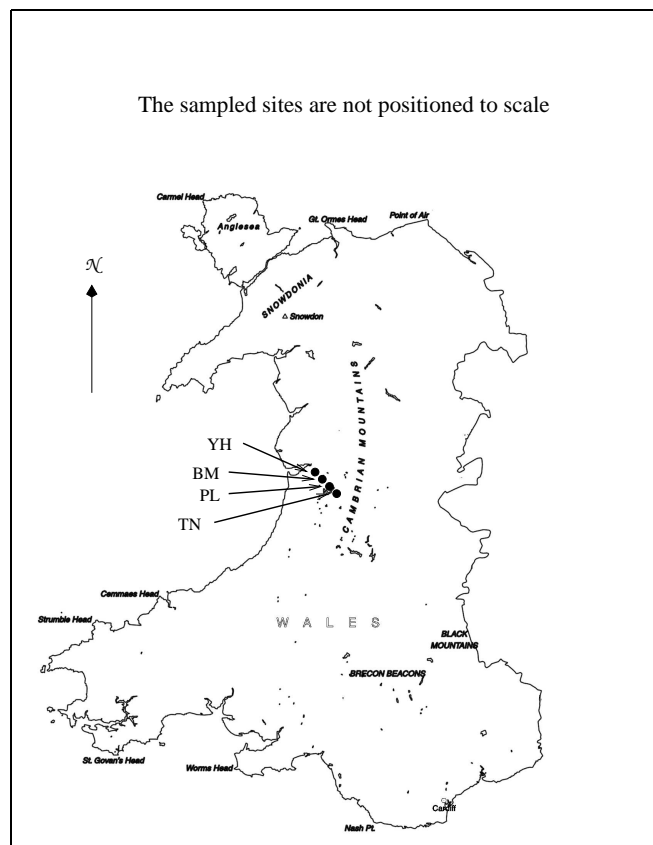 The sampled sites are not positioned to scale
Carmel Head
Anglesea
Gt. Ormes Head
Point of Air
N
SNOWDONIA
Snowdon
CAMBRIAN MOUNTAINS
YH
BM
PL
TN
Cemmaes Head
Strumble Head
WALES
BLACK
MOUNTAINS
BRECON BEACONS
St. Govan's Head
Worms Head
Cardiff
Nash Pt.